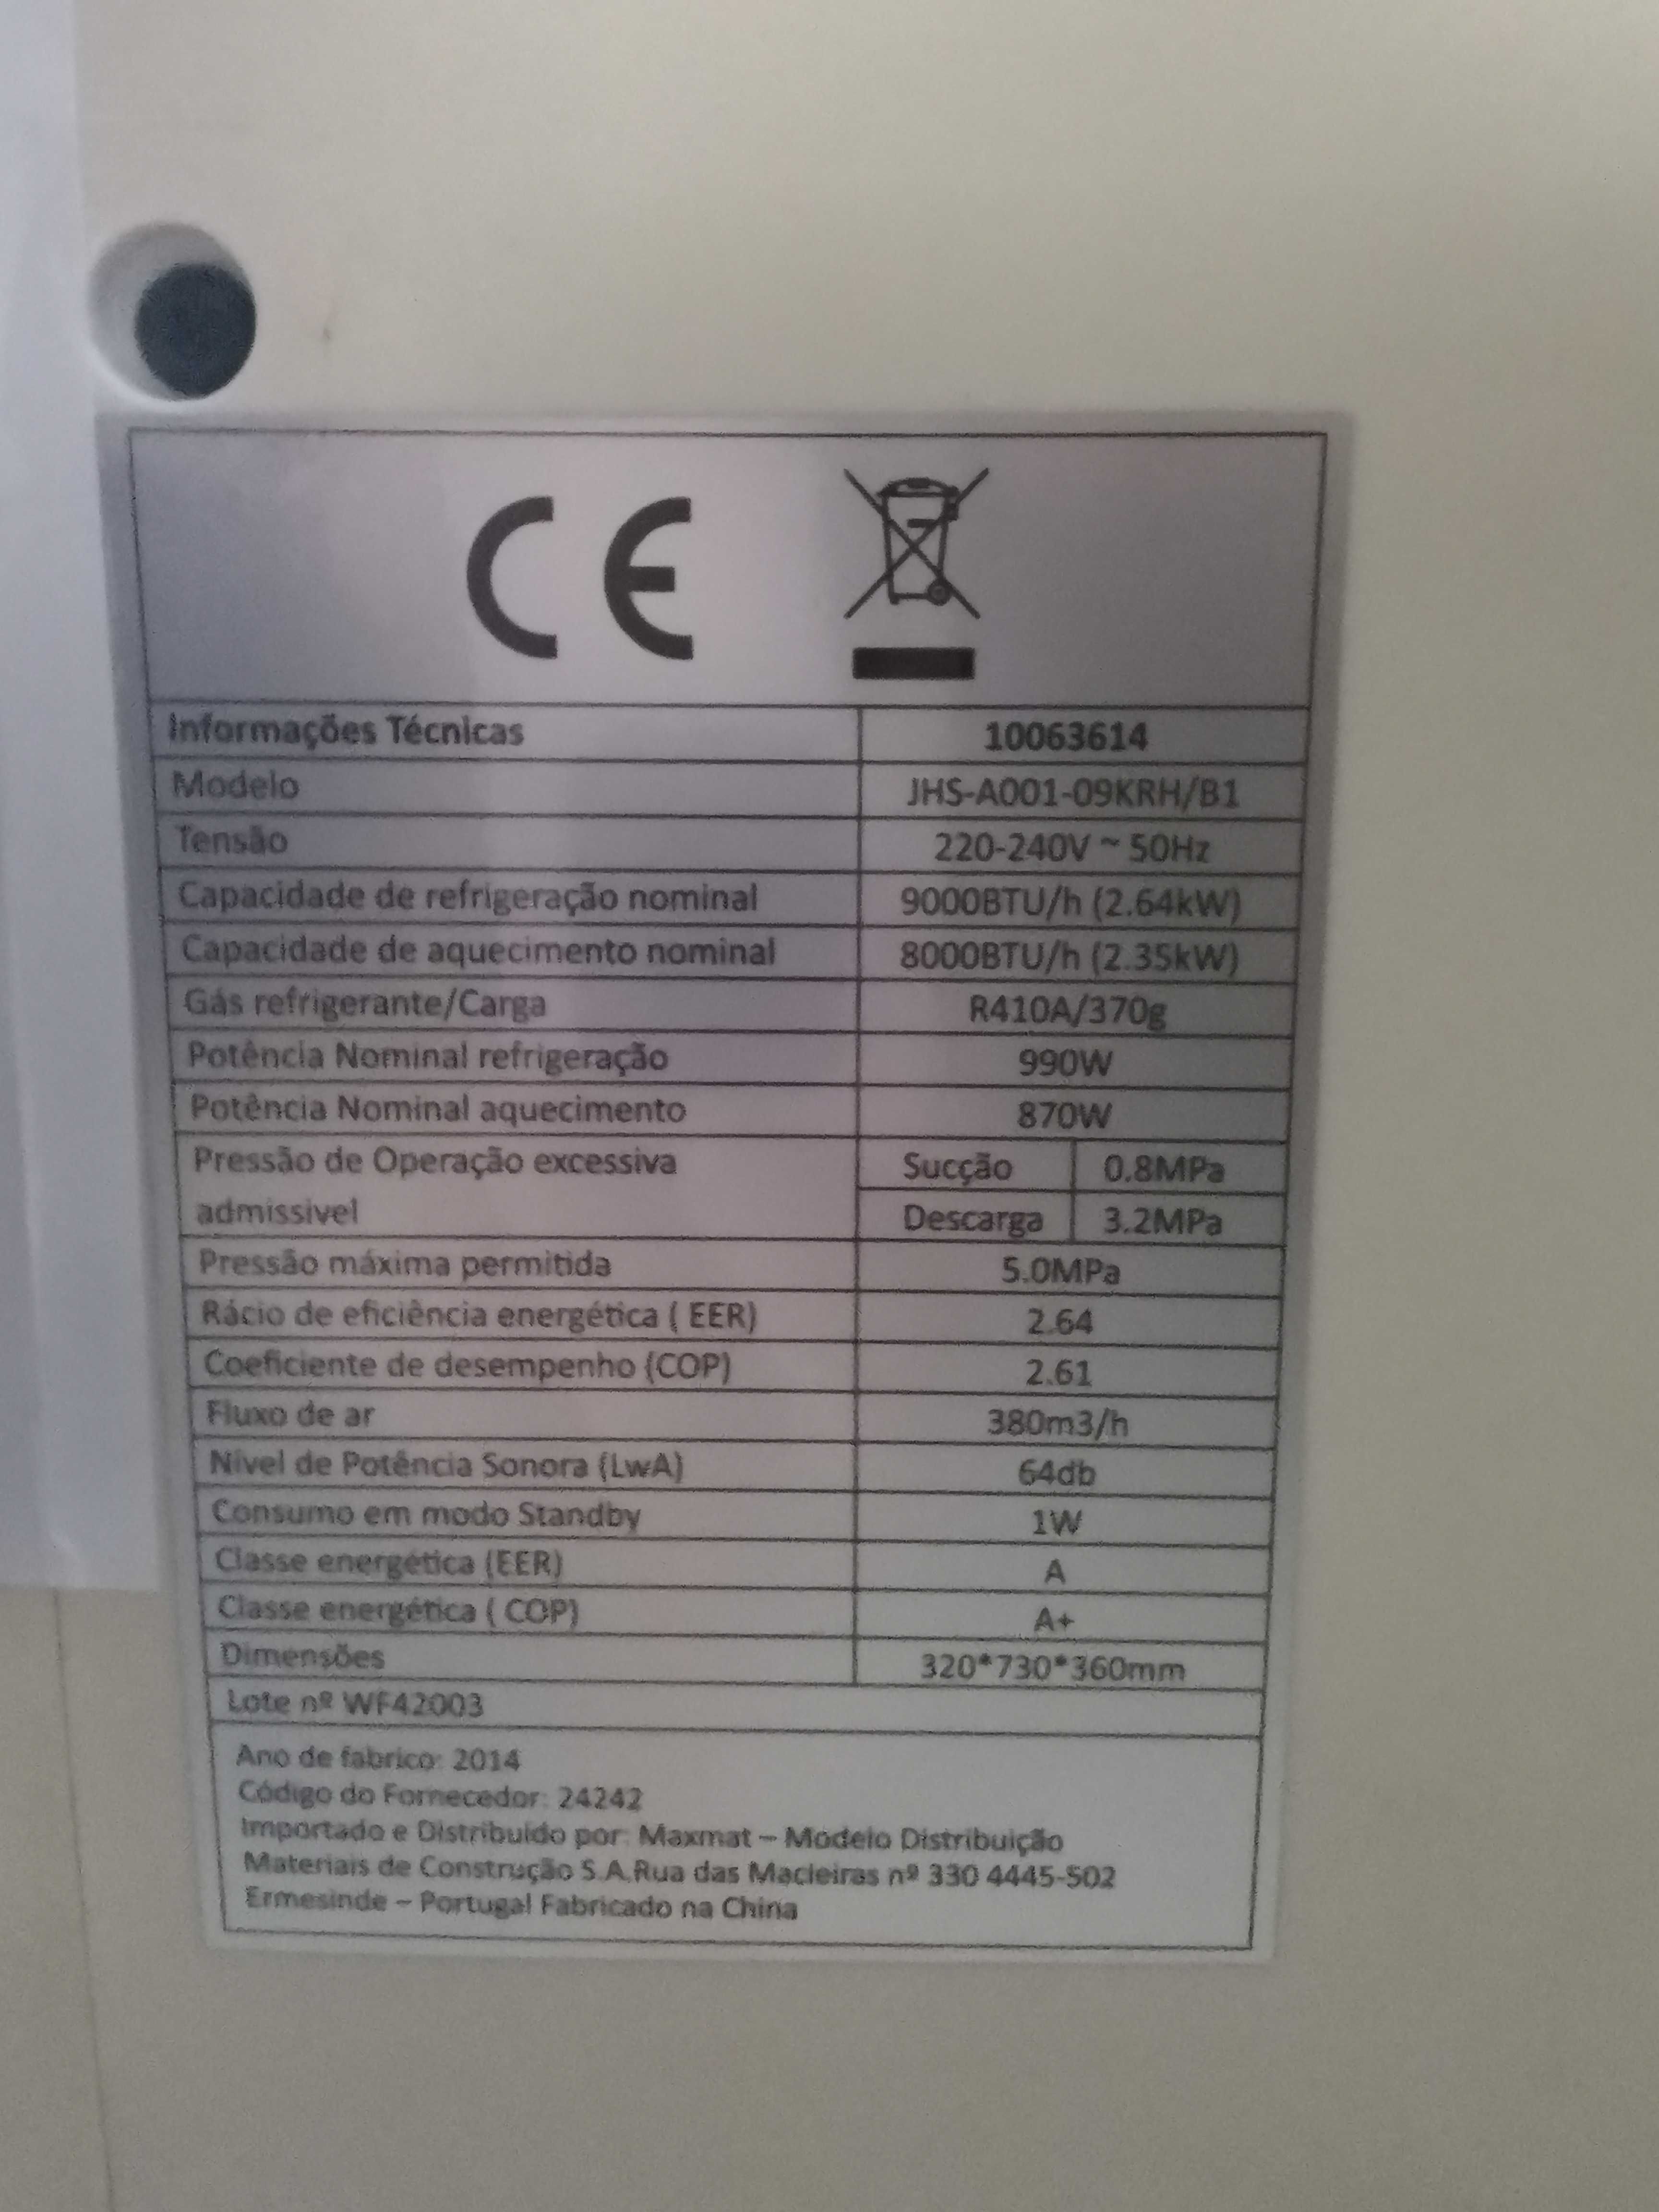 CE
Informações Técnicas 10063614
Modelo JHS-A001-09KRH/B1
Tensão 220-240V ~ 50Hz
Capacidade de refrigeração nominal 9000BTU/h (2.64kW)
Capacidade de aquecimento nominal 8000BTU/h (2.35kW)
Gás refrigerante/Carga R410A/370g
Potência Nominal refrigeração 990W
Potência Nominal aquecimento 870W
Pressão de Operação excessiva Sucção 0.8MPa
admissivel Descarga 3.2MPa
Pressão máxima permitida 5.0MPa
Rácio de eficiência energética ( EER) 2.64
Coeficiente de desempenho (COP) 2.61
Fluxo de ar 380m3/h
Nível de Potência Sonora (LwA) 64db
Consumo em modo Standby 1W
Classe energética (EER) A
Classe energética ( COP) A+
Dimensões 320*730*360mm
Lote nº WF42003
Ano de fabrico: 2014
Código do Fornecedor: 24242
Importado e Distribuído por: Maxmat – Modelo Distribuição
Materiais de Construção S.A.Rua das Macieiras nº 330 4445-502
Ermesinde – Portugal Fabricado na China